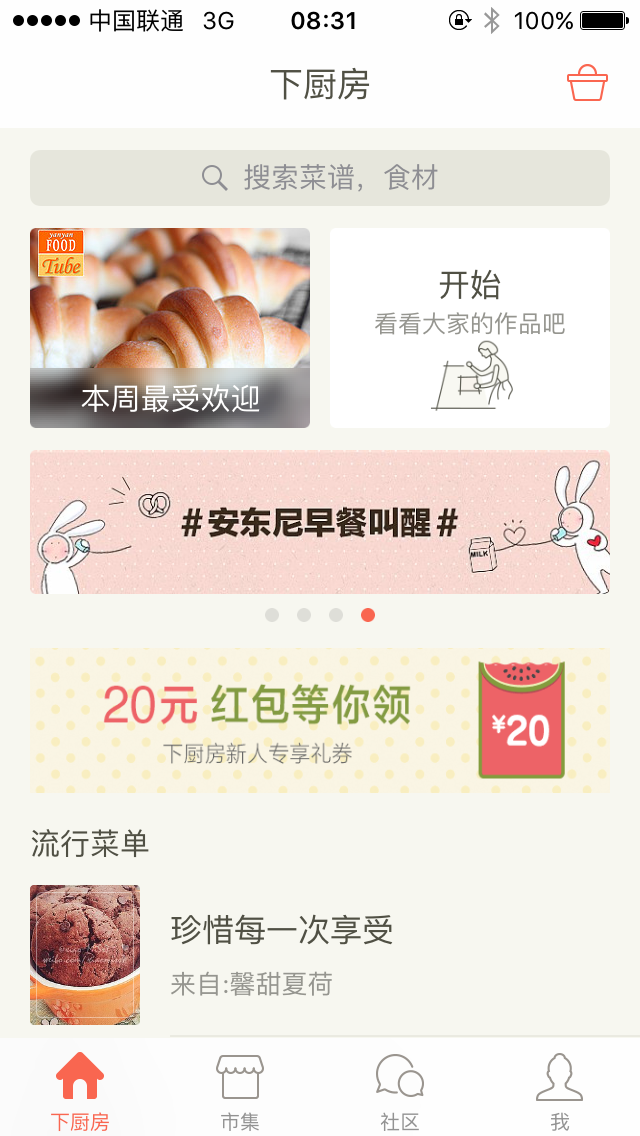 中国联通 3G 08:31 100%
下厨房
搜索菜谱，食材
yanyan
FOOD
Tube
本周最受欢迎
开始
看看大家的作品吧
#安东尼早餐叫醒#
MILK
20元 红包等你领
下厨房新人专享礼券
¥20
流行菜单
珍惜每一次享受
来自:馨甜夏荷
下厨房 市集 社区 我